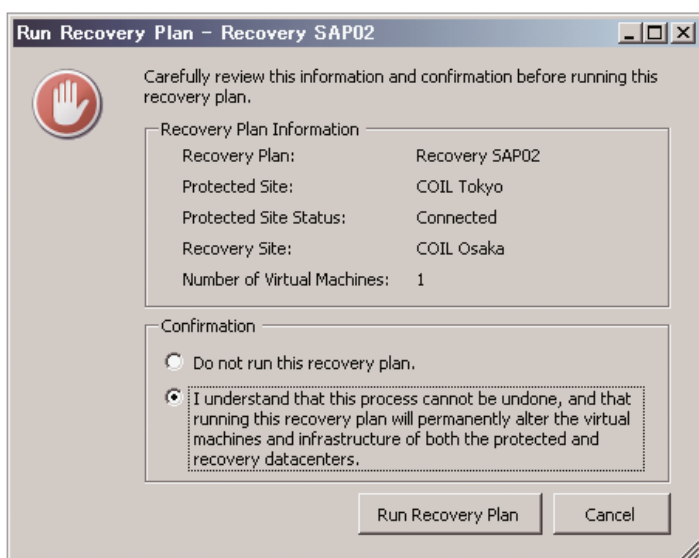 Run Recovery Plan - Recovery SAP02
Carefully review this information and confirmation before running this
recovery plan.
Recovery Plan Information
Recovery Plan: Recovery SAP02
Protected Site: COIL Tokyo
Protected Site Status: Connected
Recovery Site: COIL Osaka
Number of Virtual Machines: 1
Confirmation
Do not run this recovery plan.
I understand that this process cannot be undone, and that
running this recovery plan will permanently alter the virtual
machines and infrastructure of both the protected and
recovery datacenters.
Run Recovery Plan Cancel